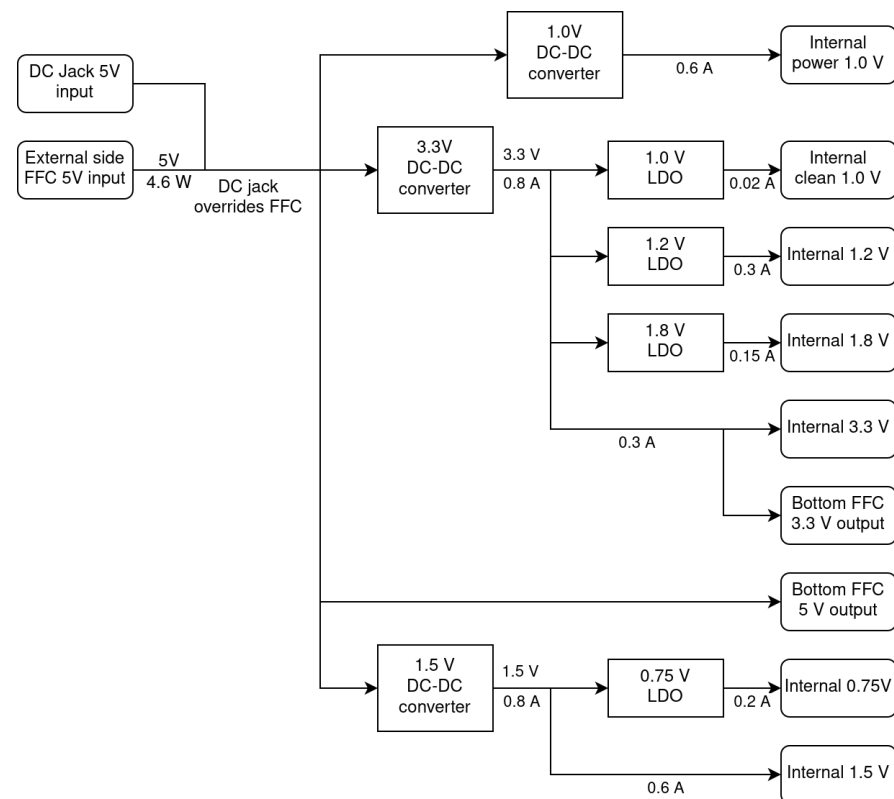 1.0V
DC-DC
converter
0.6 A
Internal
power 1.0 V
DC Jack 5V
input
External side
FFC 5V input
5V
4.6 W
DC jack
overrides FFC
3.3V
DC-DC
converter
3.3 V
0.8 A
1.0 V
LDO
0.02 A
Internal
clean 1.0 V
1.2 V
LDO
0.3 A
Internal 1.2 V
1.8 V
LDO
0.15 A
Internal 1.8 V
0.3 A
Internal 3.3 V
Bottom FFC
3.3 V output
Bottom FFC
5 V output
1.5 V
DC-DC
converter
1.5 V
0.8 A
0.75 V
LDO
0.2 A
Internal 0.75V
0.6 A
Internal 1.5 V